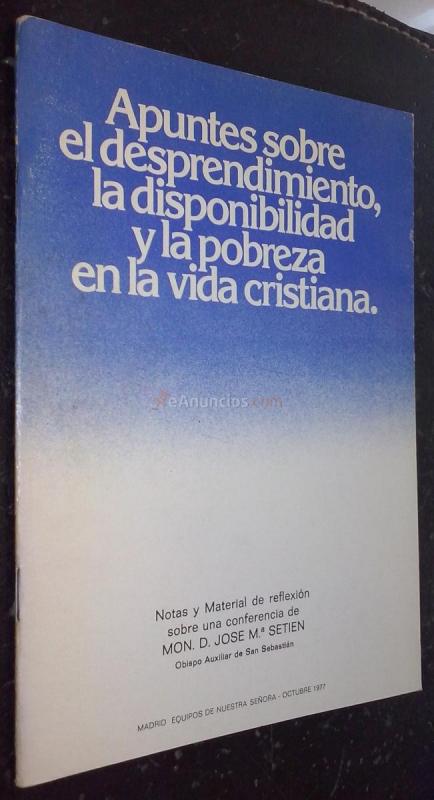 Apuntes sobre
el desprendimiento,
la disponibilidad
y la pobreza
en la vida cristiana.
eAnuncios.com
Notas y Material de reflexión
sobre una conferencia de
MON. D. JOSE M.ª SETIEN
Obispo Auxiliar de San Sebastián
MADRID EQUIPOS DE NUESTRA SEÑORA - OCTUBRE 1977